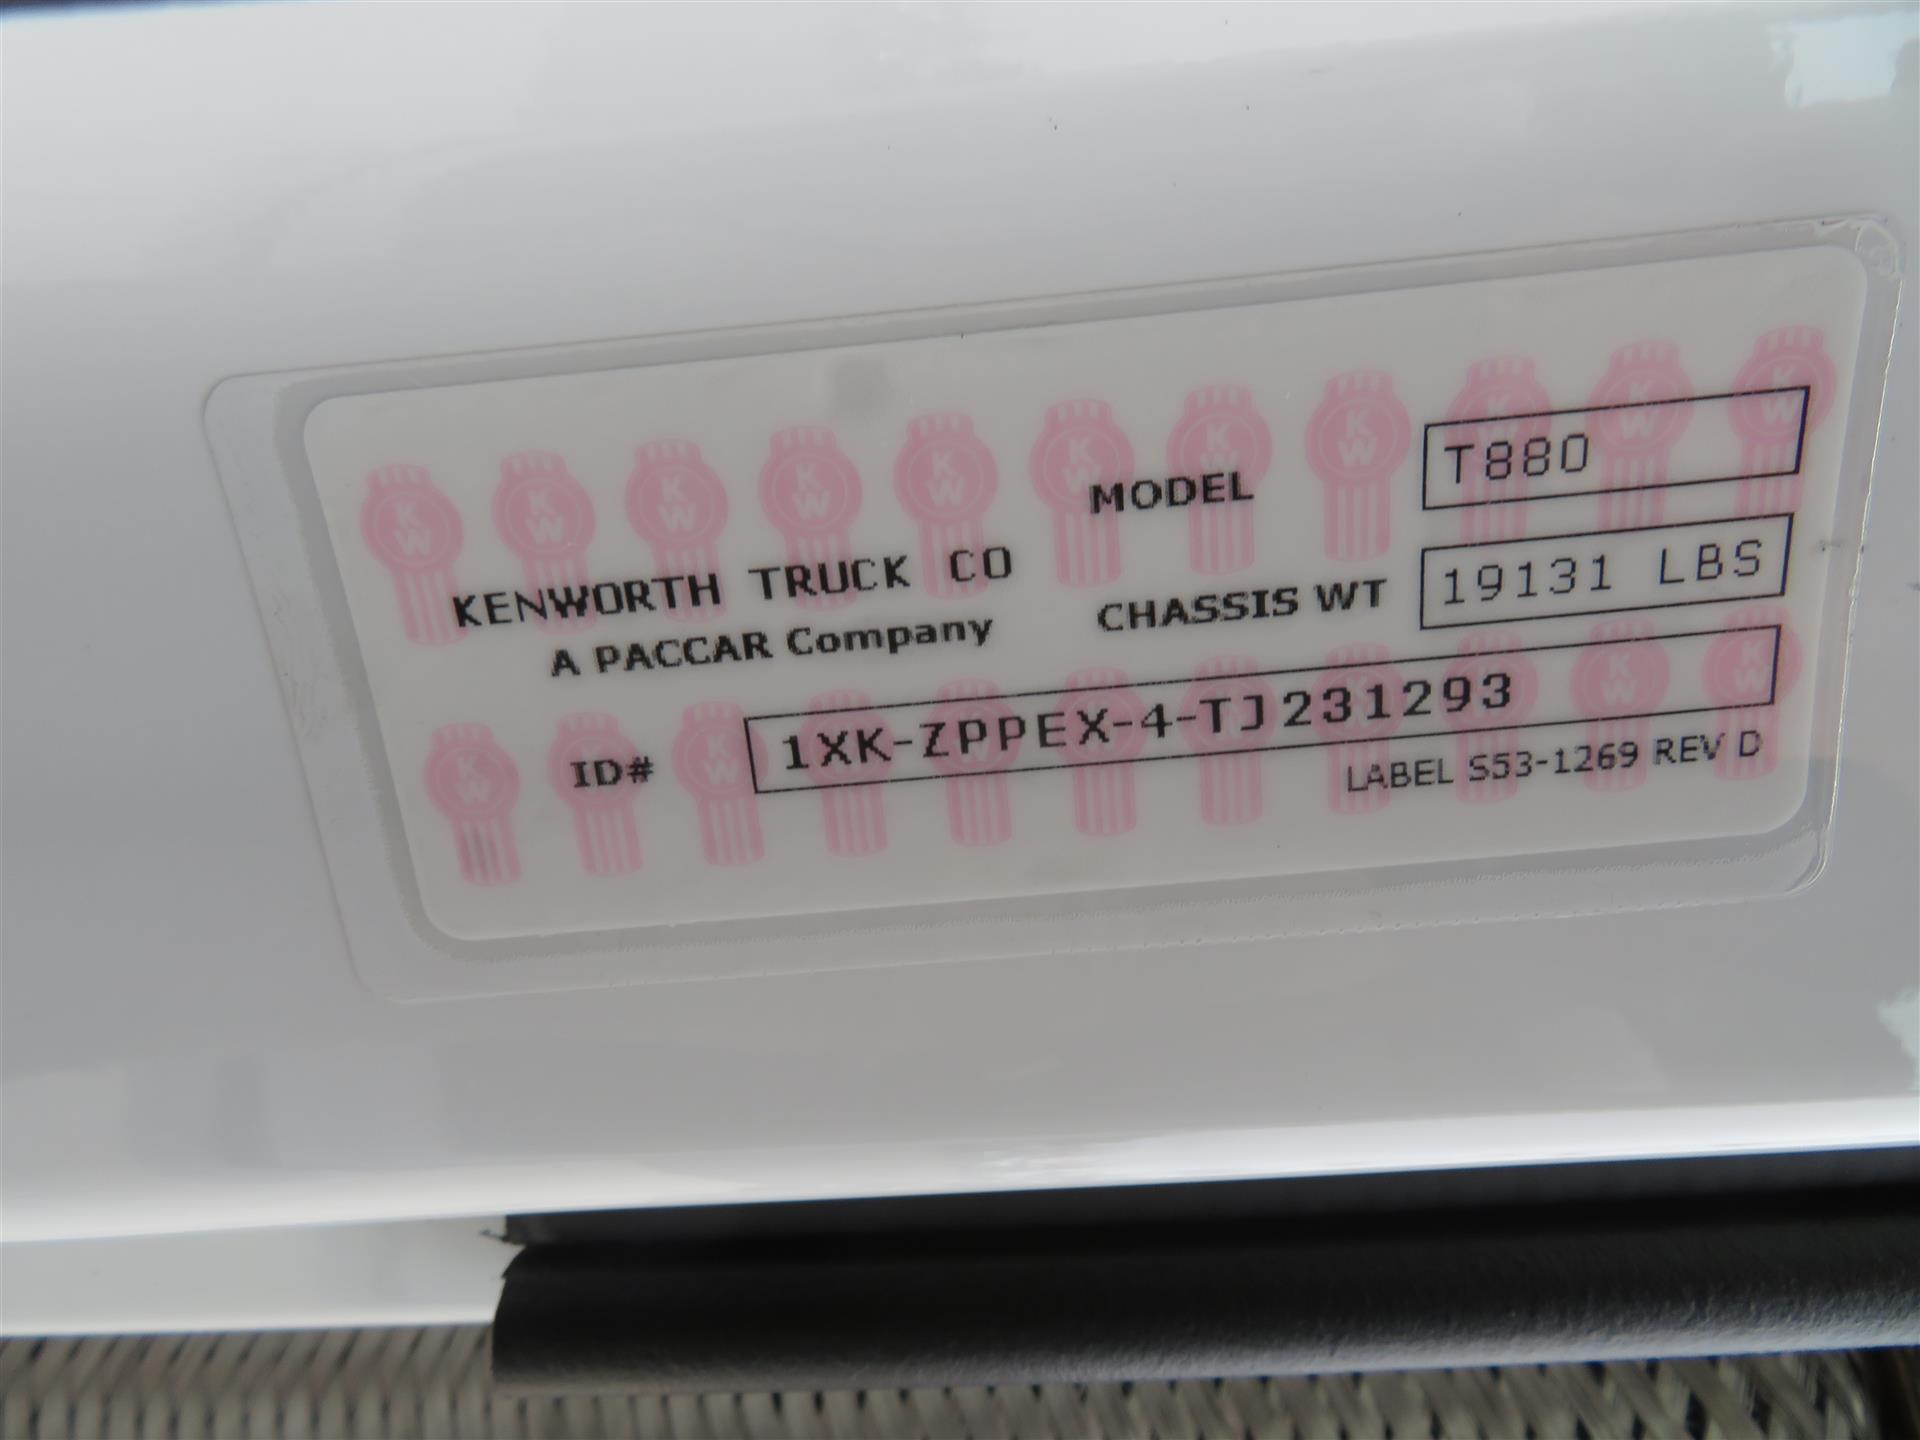 KENWORTH TRUCK CO
A PACCAR Company
MODEL T880
CHASSIS WT 19131 LBS
ID# 1XK-ZPPEX-4-TJ231293
LABEL S53-1269 REV D